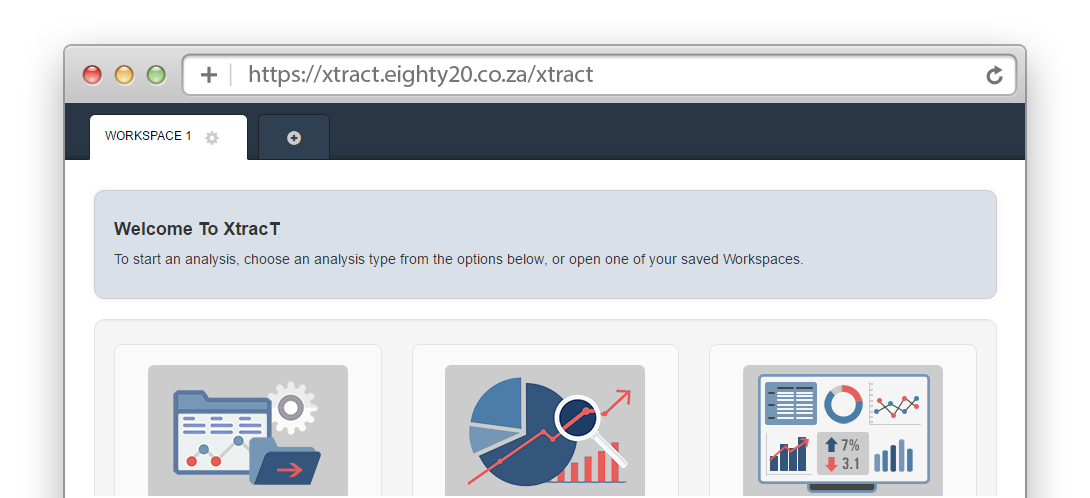 https://xtract.eighty20.co.za/xtract
WORKSPACE 1
Welcome To XtracT
To start an analysis, choose an analysis type from the options below, or open one of your saved Workspaces.
7%
3.1